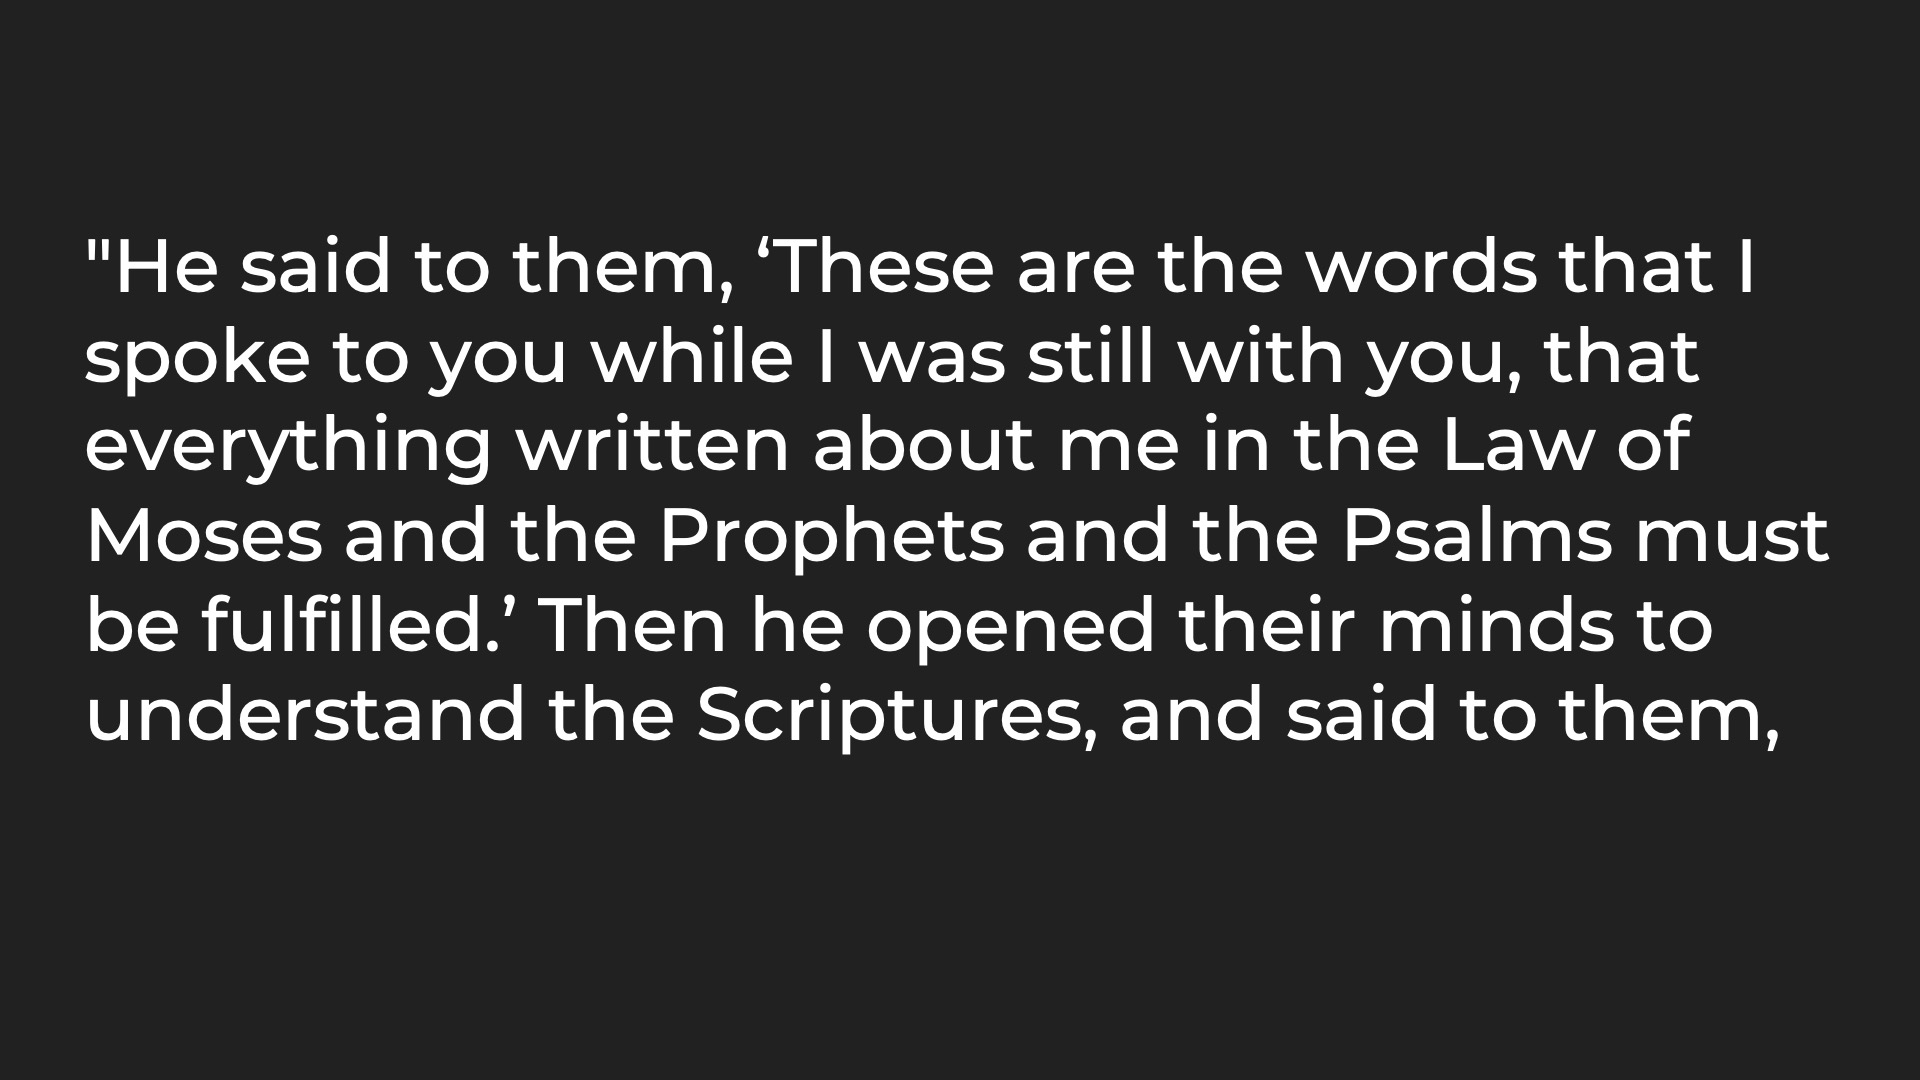 "He said to them, ‘These are the words that I
spoke to you while I was still with you, that
everything written about me in the Law of
Moses and the Prophets and the Psalms must
be fulfilled.’ Then he opened their minds to
understand the Scriptures, and said to them,